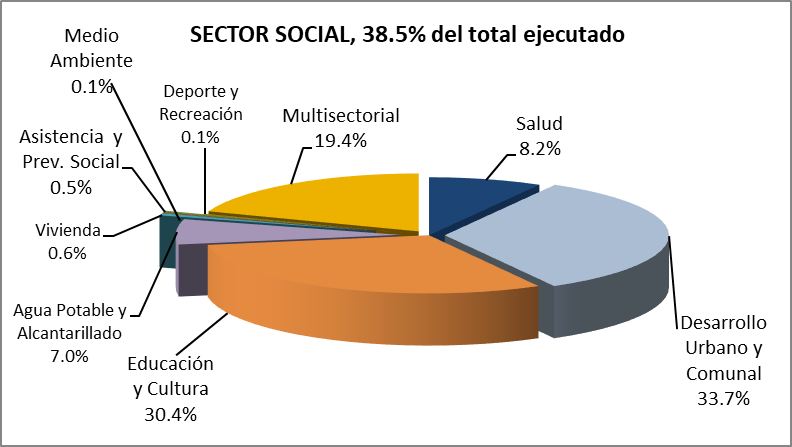 SECTOR SOCIAL, 38.5% del total ejecutado
Medio
Ambiente
0.1%
Deporte y
Recreación
0.1%
Multisectorial
19.4%
Salud
8.2%
Asistencia y
Prev. Social
0.5%
Vivienda
0.6%
Agua Potable y
Alcantarillado
7.0%
Educación
y Cultura
30.4%
Desarrollo
Urbano y
Comunal
33.7%